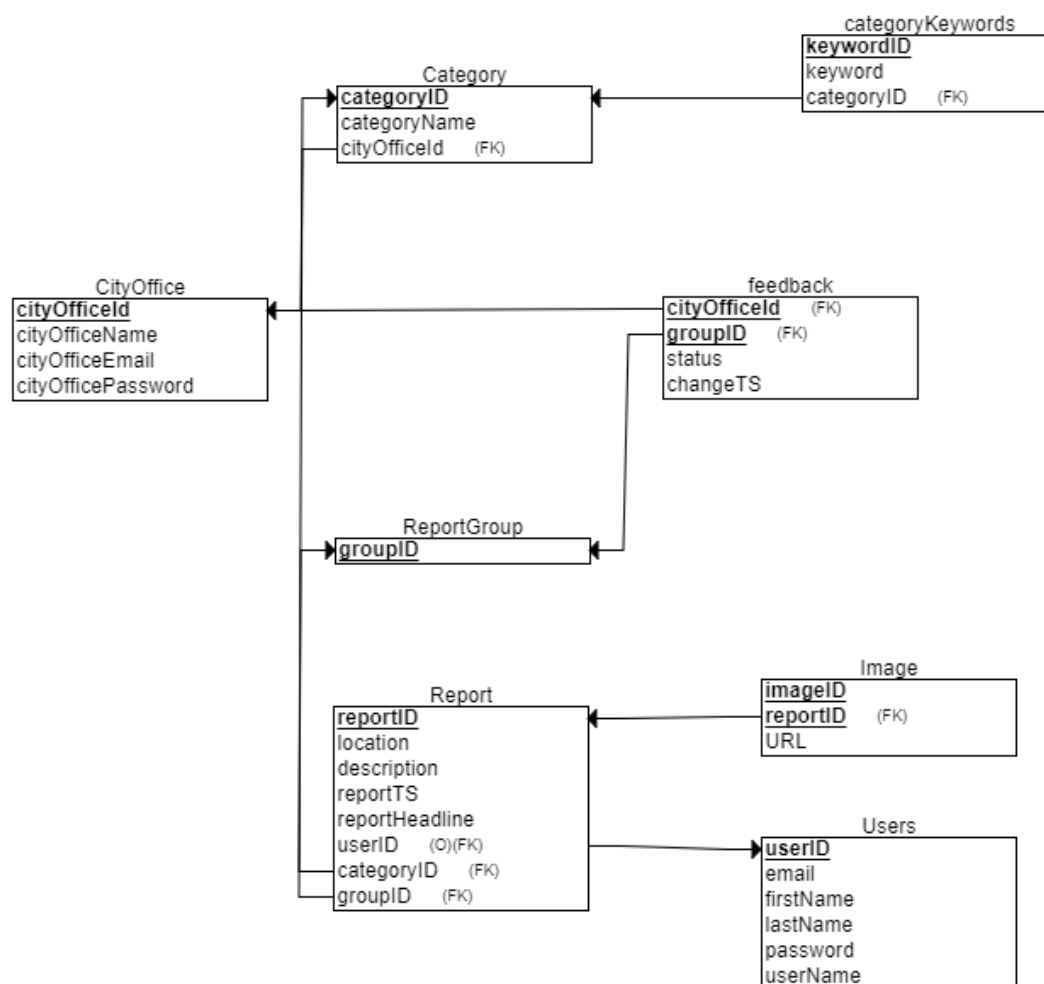 categoryKeywords
keywordID
keyword
categoryID (FK)
Category
categoryID
categoryName
cityOfficeId (FK)
CityOffice
cityOfficeId
cityOfficeName
cityOfficeEmail
cityOfficePassword
feedback
cityOfficeId (FK)
groupID (FK)
status
changeTS
ReportGroup
groupID
Report
reportID
location
description
reportTS
reportHeadline
userID (O)(FK)
categoryID (FK)
groupID (FK)
Image
imageID
reportID (FK)
URL
Users
userID
email
firstName
lastName
password
userName